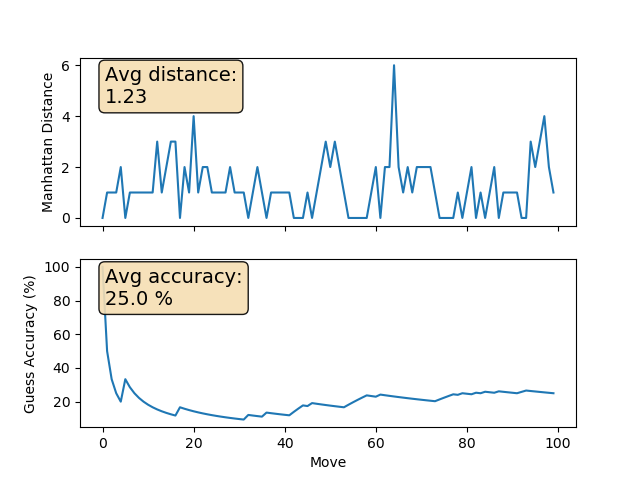 6
4
2
0
Manhattan Distance
Avg distance:
1.23
100
80
60
40
20
Guess Accuracy (%)
Avg accuracy:
25.0 %
0 20 40 60 80 100
Move